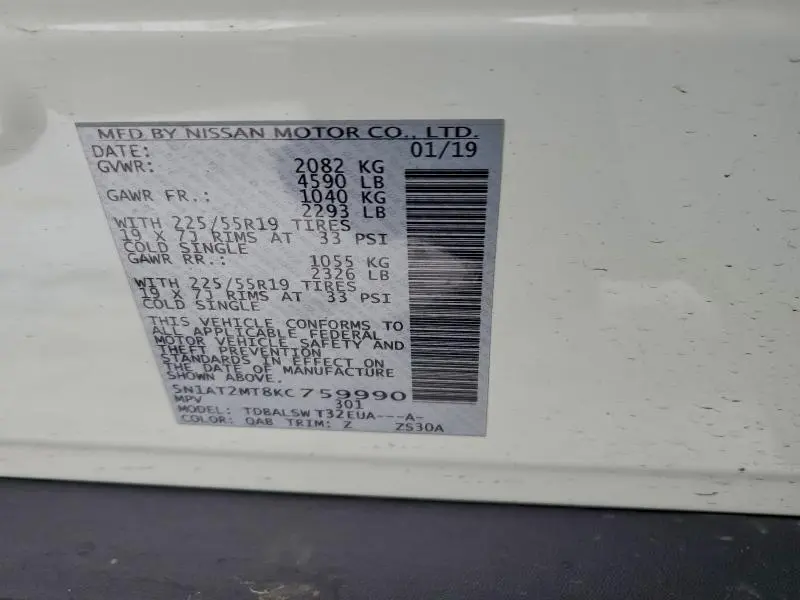 MFD BY NISSAN MOTOR CO., LTD.
DATE: 01/19
GVWR: 2082 KG
4590 LB
GAWR FR.: 1040 KG
2293 LB
WITH 225/55R19 TIRES
19 X 7J RIMS AT 33 PSI
COLD SINGLE
GAWR RR.: 1055 KG
2326 LB
WITH 225/55R19 TIRES
19 X 7J RIMS AT 33 PSI
COLD SINGLE
THIS VEHICLE CONFORMS TO
ALL APPLICABLE FEDERAL
MOTOR VEHICLE SAFETY AND
THEFT PREVENTION
STANDARDS IN EFFECT ON
THE DATE OF MANUFACTURE
SHOWN ABOVE
5N1AT2MT8KC759990
MPV 301
MODEL: TDBALSW T32EUA---A-
COLOR: QAB TRIM: Z ZS30A